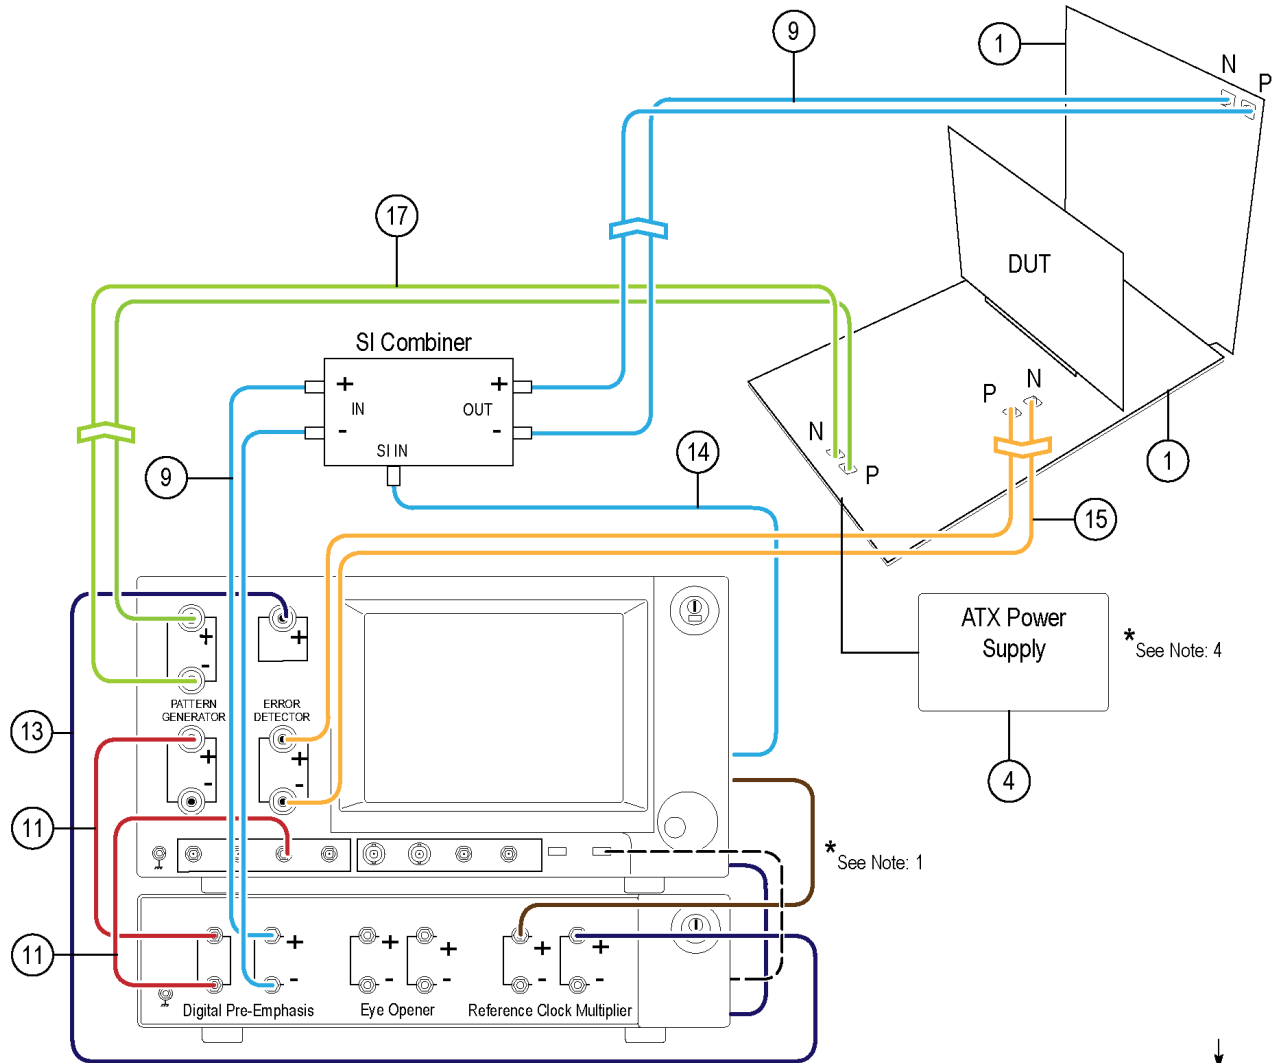 9
1
N
P
17
DUT
SI Combiner
+
+
IN
OUT
-
-
SI IN
P
N
N
P
9
14
1
15
ATX Power
Supply
*See Note: 4
+
+
-
PATTERN
GENERATOR
ERROR
DETECTOR
13
+
+
-
-
4
11
*See Note: 1
11
+
+
+
+
+
-
-
-
-
-
Digital Pre-Emphasis
Eye Opener
Reference Clock Multiplier